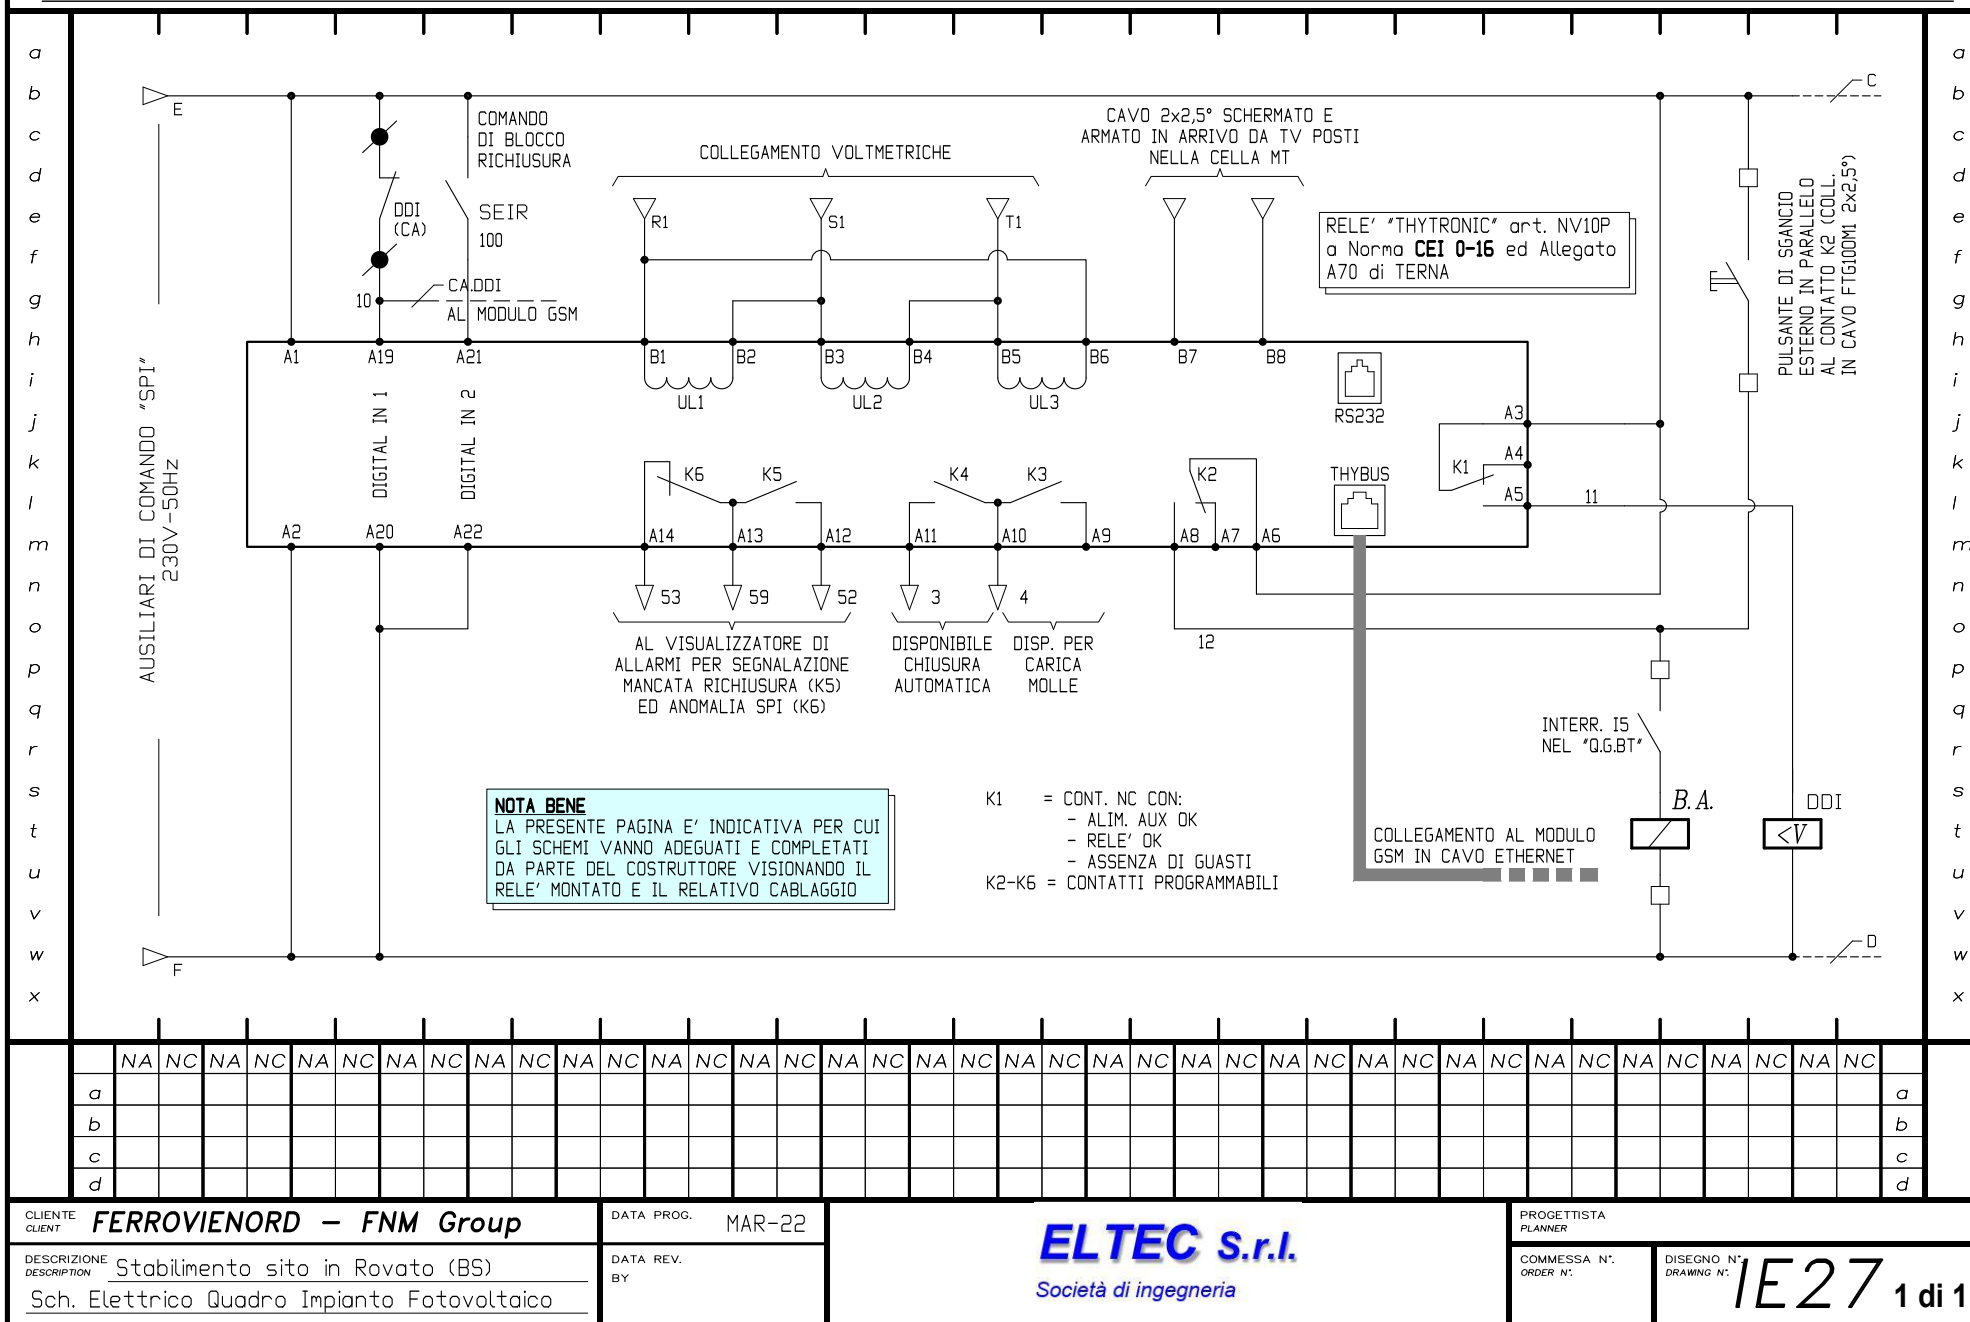 a
b
c
d
e
f
g
h
i
j
k
l
m
n
o
p
q
r
s
t
u
v
w
x
a
b
c
d
e
f
g
h
i
j
k
l
m
n
o
p
q
r
s
t
u
v
w
x
E
C
COMANDO
DI BLOCCO
RICHIUSURA
DDI
(CA)
SEIR
100
10
CA.DDI
AL MODULO GSM
COLLEGAMENTO VOLTMETRICHE
R1
S1
T1
CAVO 2x2,5° SCHERMATO E
ARMATO IN ARRIVO DA TV POSTI
NELLA CELLA MT
RELE' "THYTRONIC" art. NV10P
a Norma CEI 0-16 ed Allegato
A70 di TERNA
PULSANTE DI SGANCIO
ESTERNO IN PARALLELO
AL CONTATTO K2 (COLL.
IN CAVO FTG100M1 2x2,5°)
AUSILIARI DI COMANDO "SPI"
230V-50Hz
A1
A19
A21
B1
B2
B3
B4
B5
B6
B7
B8
UL1
UL2
UL3
RS232
DIGITAL IN 1
DIGITAL IN 2
A3
A4
K1
A5
11
K6
K5
K4
K3
K2
THYBUS
A2
A20
A22
A14
A13
A12
A11
A10
A9
A8
A7
A6
53
59
52
3
4
12
AL VISUALIZZATORE DI
ALLARMI PER SEGNALAZIONE
MANCATA RICHIUSURA (K5)
ED ANOMALIA SPI (K6)
DISPONIBILE
CHIUSURA
AUTOMATICA
DISP. PER
CARICA
MOLLE
INTERR. I5
NEL "Q.G.BT"
B.A.
DDI
<V
NOTA BENE
LA PRESENTE PAGINA E' INDICATIVA PER CUI
GLI SCHEMI VANNO ADEGUATI E COMPLETATI
DA PARTE DEL COSTRUTTORE VISIONANDO IL
RELE' MONTATO E IL RELATIVO CABLAGGIO
K1 = CONT. NC CON:
- ALIM. AUX OK
- RELE' OK
- ASSENZA DI GUASTI
K2-K6 = CONTATTI PROGRAMMABILI
COLLEGAMENTO AL MODULO
GSM IN CAVO ETHERNET
F
D
NA NC NA NC NA NC NA NC NA NC NA NC NA NC NA NC NA NC NA NC NA NC NA NC NA NC NA NC NA NC NA NC NA NC NA NC NA NC NA NC
a a
b b
c c
d d
CLIENTE
CLIENT
FERROVIENORD - FNM Group
DATA PROG. MAR-22
DESCRIZIONE
DESCRIPTION
Stabilimento sito in Rovato (BS)
Sch. Elettrico Quadro Impianto Fotovoltaico
DATA REV.
BY
ELTEC S.r.l.
Società di ingegneria
PROGETTISTA
PLANNER
COMMESSA N°.
ORDER N°.
DISEGNO N°.
DRAWING N°.
IE27 1 di 1